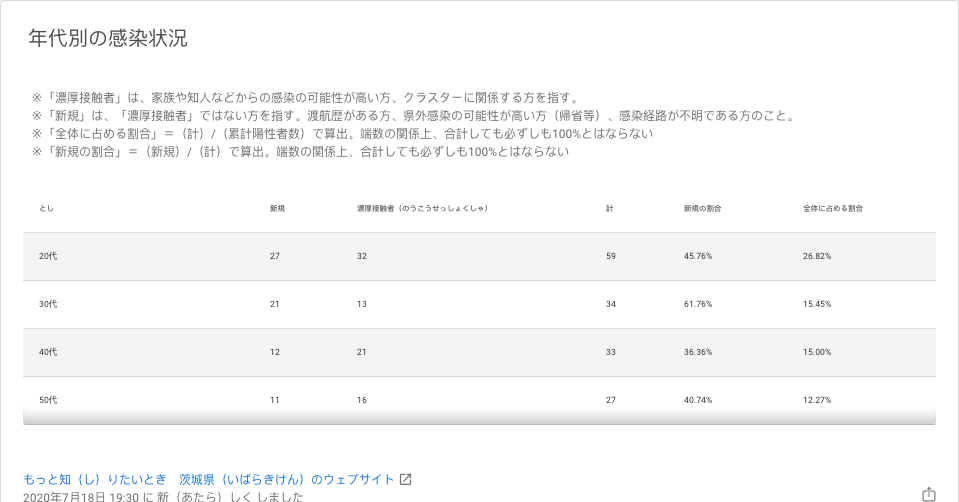 年代別の感染状況
※「濃厚接触者」は、家族や知人などからの感染の可能性が高い方、クラスターに関係する方を指す。
※「新規」は、「濃厚接触者」ではない方を指す。渡航歴がある方、県外感染の可能性が高い方（帰省等）、感染経路が不明である方のこと。
※「全体に占める割合」＝（計）/（累計陽性者数）で算出。端数の関係上、合計しても必ずしも100%とはならない
※「新規の割合」＝（新規）/（計）で算出。端数の関係上、合計しても必ずしも100%とはならない
とし 新規 濃厚接触者（のうこうせっしょくしゃ） 計 新規の割合 全体に占める割合
20代 27 32 59 45.76% 26.82%
30代 21 13 34 61.76% 15.45%
40代 12 21 33 36.36% 15.00%
50代 11 16 27 40.74% 12.27%
もっと知（し）りたいとき　茨城県（いばらきけん）のウェブサイト
2020年7月18日 19:30 に 新（あたら）しく しました